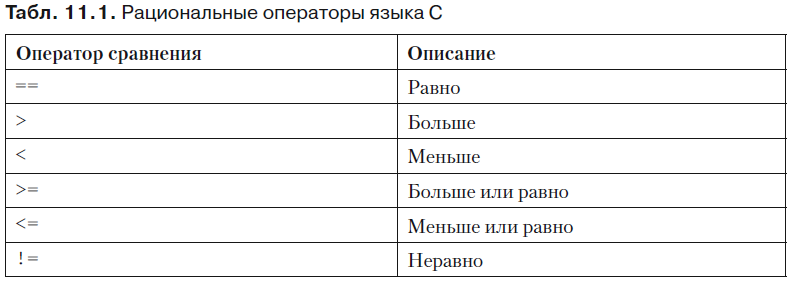 Табл. 11.1. Рациональные операторы языка C
Оператор сравнения Описание
== Равно
> Больше
< Меньше
>= Больше или равно
<= Меньше или равно
!= Неравно